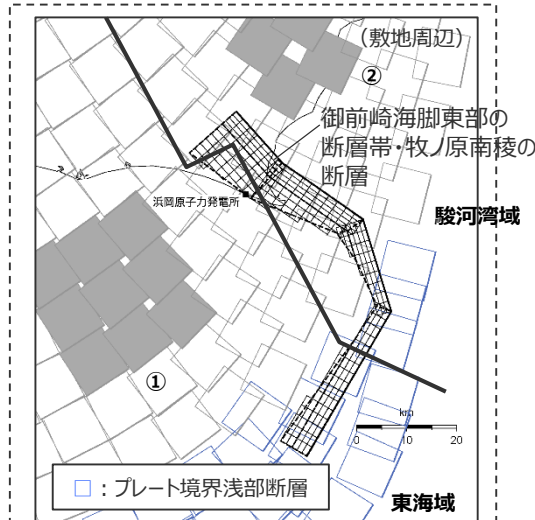 (敷地周辺)
②
御前崎海脚東部の
断層帯・牧ノ原南稜の
断層
浜岡原子力発電所
駿河湾域
①
km
0 10 20
□：プレート境界浅部断層
東海域